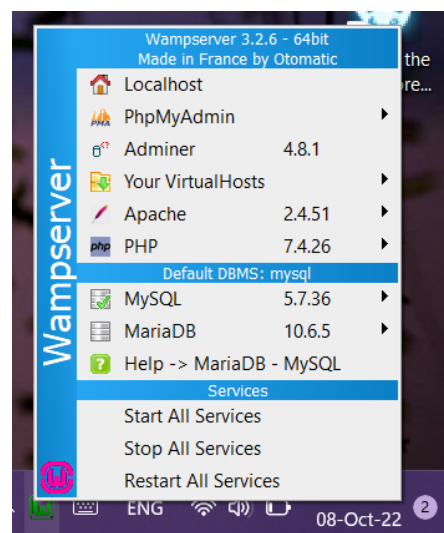 Wampserver 3.2.6 - 64bit
Made in France by Otomatic
the
Localhost
re...
PhpMyAdmin
Adminer 4.8.1
Your VirtualHosts
Apache 2.4.51
php PHP 7.4.26
Default DBMS: mysql
MySQL 5.7.36
MariaDB 10.6.5
? Help -> MariaDB - MySQL
Services
Start All Services
Stop All Services
Restart All Services
Wampserver
ENG
08-Oct-22
2